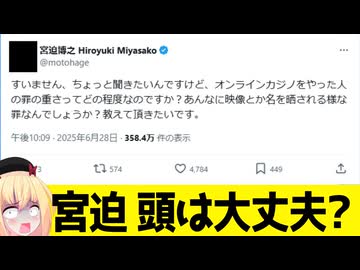 宮迫博之 Hiroyuki Miyasako
@motohage
すいません、ちょっと聞きたいんですけど、オンラインカジノをやった人
の罪の重さってどの程度なのですか？あんなに映像とか名を晒される様な
罪なんでしょうか？教えて頂きたいです。
午後10:09 · 2025年6月28日 · 358.4万 件の表示
574 4,784 449
宮迫 頭は大丈夫?